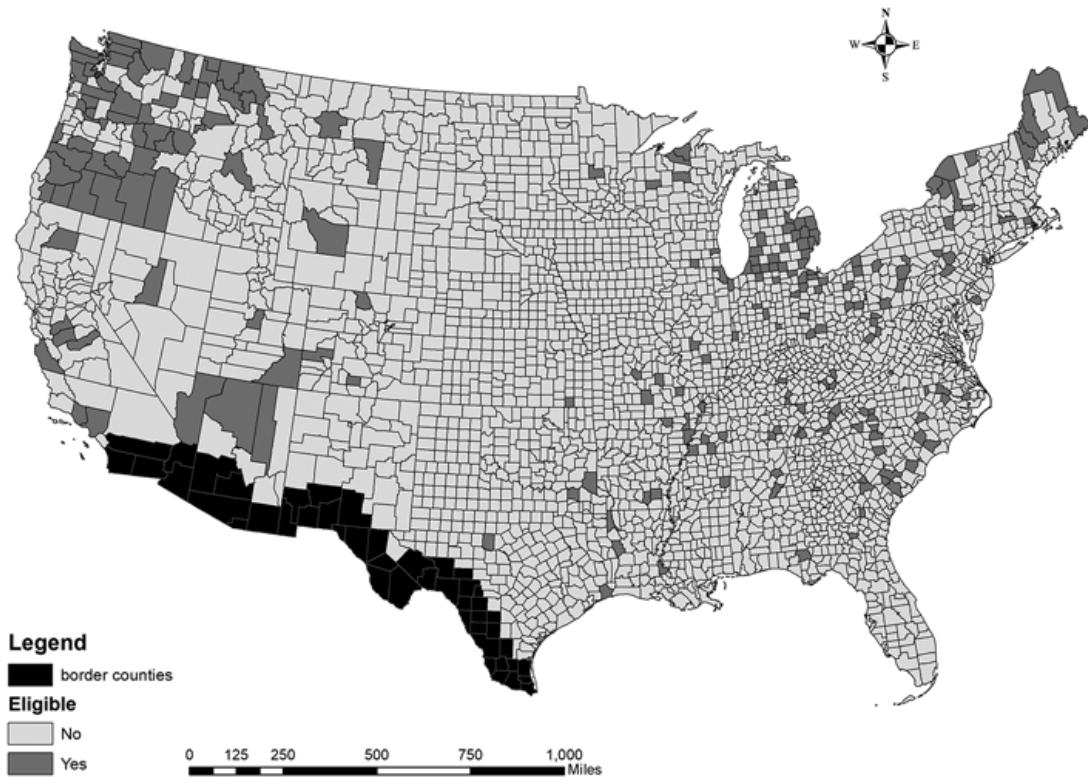 N
W E
S
Legend
border counties
Eligible
No
Yes
0 125 250 500 750 1,000
Miles